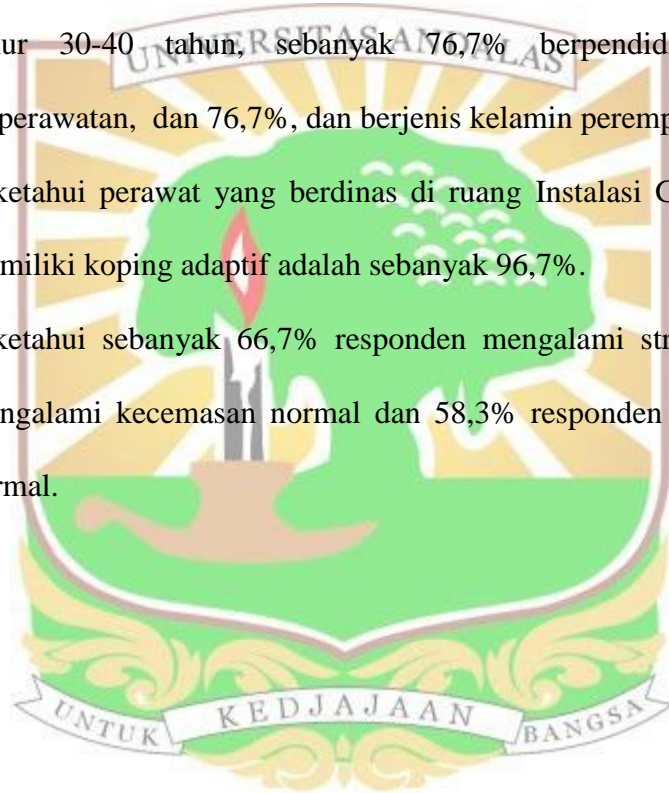 ur 30-40 tahun, sebanyak 76,7% berpendid
UNIVERSITAS ANDALAS
perawatan, dan 76,7%, dan berjenis kelamin peremp
ketahui perawat yang berdinas di ruang Instalasi
miliki koping adaptif adalah sebanyak 96,7%.
ketahui sebanyak 66,7% responden mengalami str
ngalami kecemasan normal dan 58,3% responden
rmal.
UNTUK KEDJAJAAN BANGSA